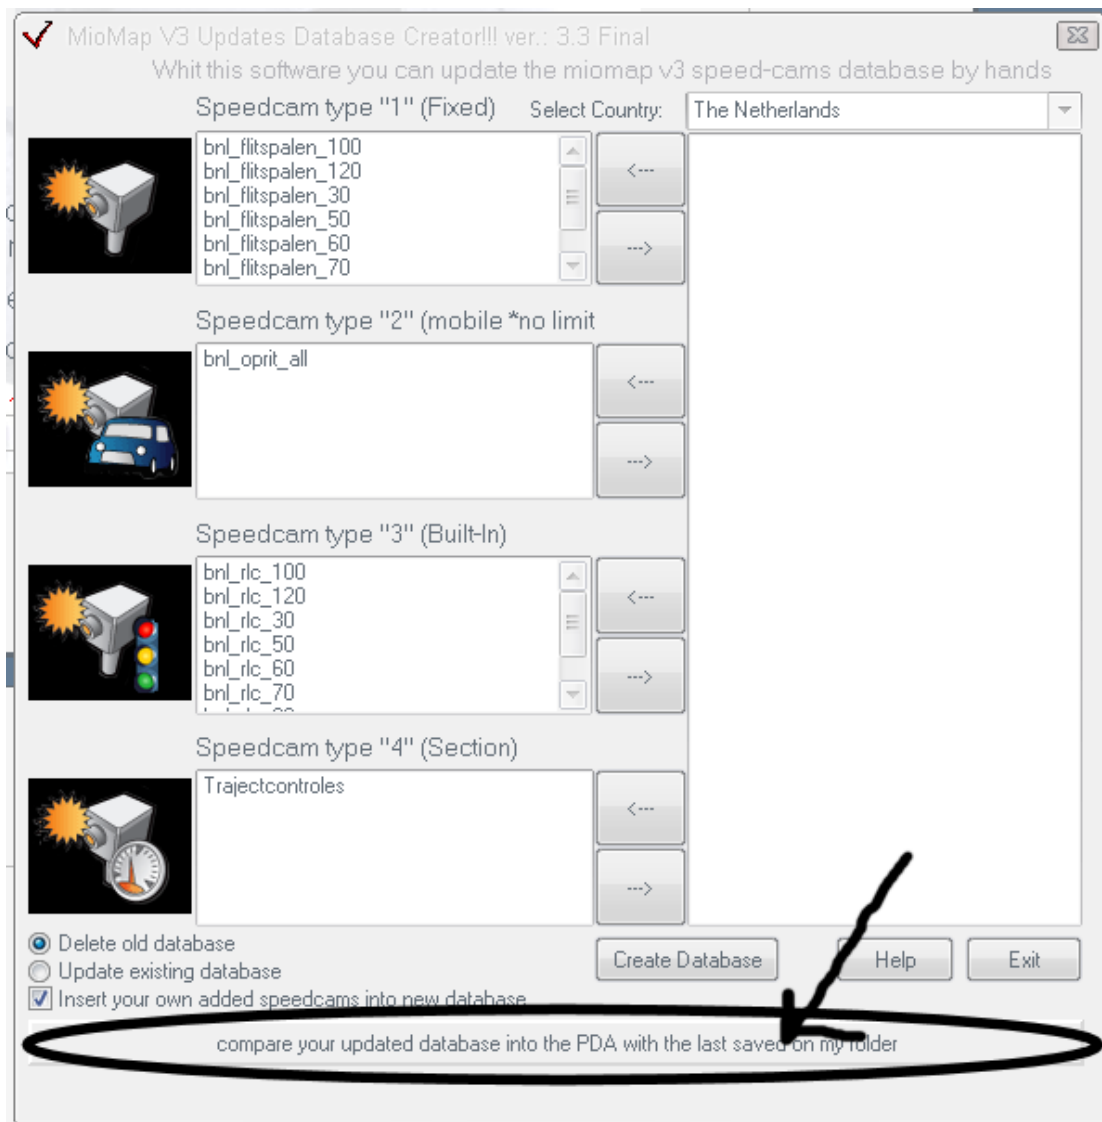 MioMap V3 Updates Database Creator!!! ver.: 3.3 Final
Whit this software you can update the miomap v3 speed-cams database by hands
Speedcam type "1" (Fixed)
Select Country:
The Netherlands
bnl_flitspalen_100
bnl_flitspalen_120
bnl_flitspalen_30
bnl_flitspalen_50
bnl_flitspalen_60
bnl_flitspalen_70
<---
--->
Speedcam type "2" (mobile *no limit
bnl_oprit_all
<---
--->
Speedcam type "3" (Built-In)
bnl_rlc_100
bnl_rlc_120
bnl_rlc_30
bnl_rlc_50
bnl_rlc_60
bnl_rlc_70
<---
--->
Speedcam type "4" (Section)
Trajectcontroles
<---
--->
Delete old database
Update existing database
Insert your own added speedcams into new database
Create Database
Help
Exit
compare your updated database into the PDA with the last saved on my folder